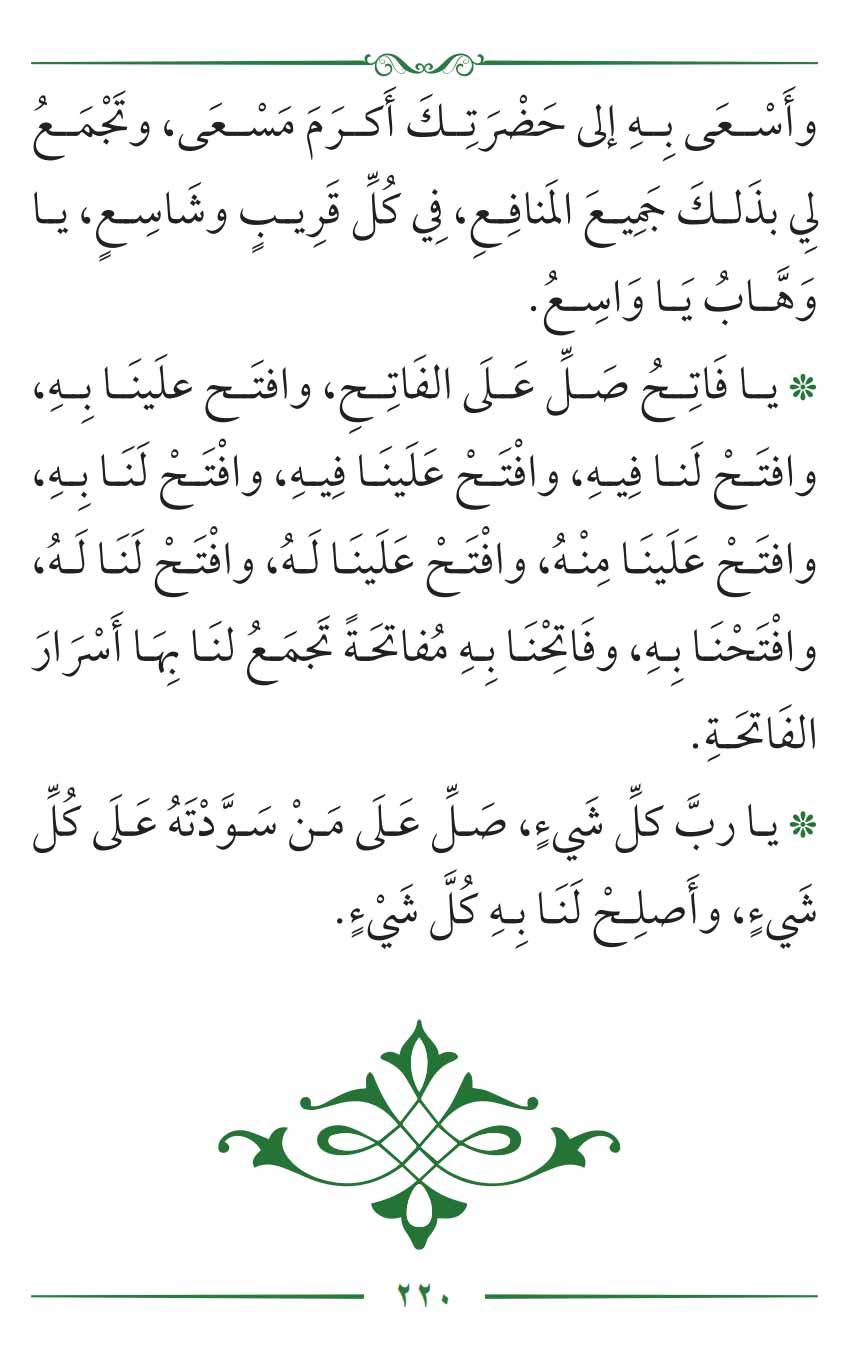 وأَسْعَى بِهِ إلى حَضْرَتِكَ أَكرَمَ مَسْعَى، وتَجْمَعُ
لِي بذَلكَ جَمِيعَ المَنافِعِ، فِي كُلِّ قَرِيبٍ وشَاسِعٍ، يا
وَهَّابُ يَا وَاسِعُ.
❊ يا فَاتِحُ صَلِّ عَلَى الفَاتِحِ، وافتَح علَينَا بِهِ،
وافتَحْ لَنا فِيهِ، وافْتَحْ عَلَينَا فِيهِ، وافْتَحْ لَنَا بِهِ،
وافتَحْ عَلَينَا مِنْهُ، وافْتَحْ عَلَينَا لَهُ، وافْتَحْ لَنَا لَهُ،
وافْتَحْنَا بِهِ، وفَاتِحْنَا بِهِ مُفاتحَةً تَجمَعُ لنَا بِهَا أَسْرَارَ
الفَاتحَةِ.
❊ يا ربَّ كلِّ شَيءٍ، صَلِّ عَلَى مَنْ سَوَّدْتَهُ عَلَى كُلِّ
شَيءٍ، وأَصلِحْ لَنَا بِهِ كُلَّ شَيْءٍ.
٢٢٠